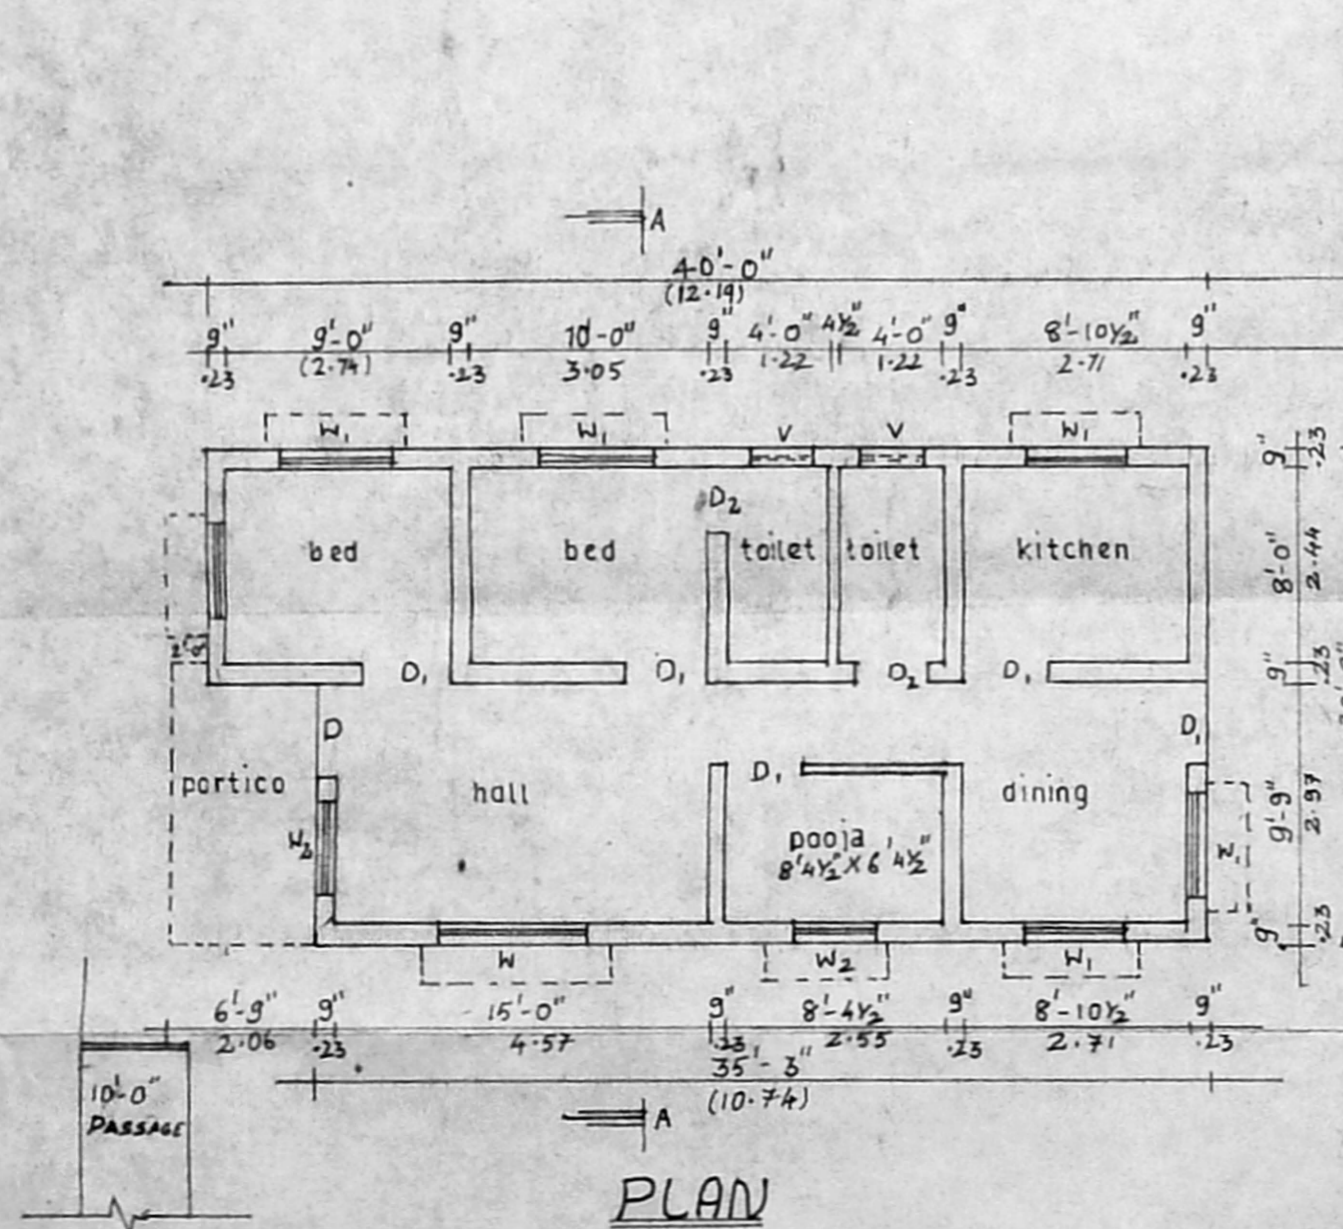 A
40'-0"
(12.19)
9" 9'-0" 9" 10'-0" 9" 4'-0" 4½" 4'-0" 9" 8'-10½" 9"
.23 (2.74) .23 3.05 .23 1.22 1.22 .23 2.71 .23
W1 W1 V V W1
9" .23
D2
bed bed toilet toilet kitchen
8'-0" 2.44
D1 D1 D2 D1
9" .23
D D1
portico hall D1 dining
9'-9" 2.97
pooja
8'4½" X 6'4½"
W2
9" .23
W W2 W1
6'-9" 9" 15'-0" 9" 8'-4½" 9" 8'-10½" 9"
2.06 .23 4.57 .23 2.55 .23 2.71 .23
35'-3"
(10.74)
10'-0"
PASSAGE
A
PLAN